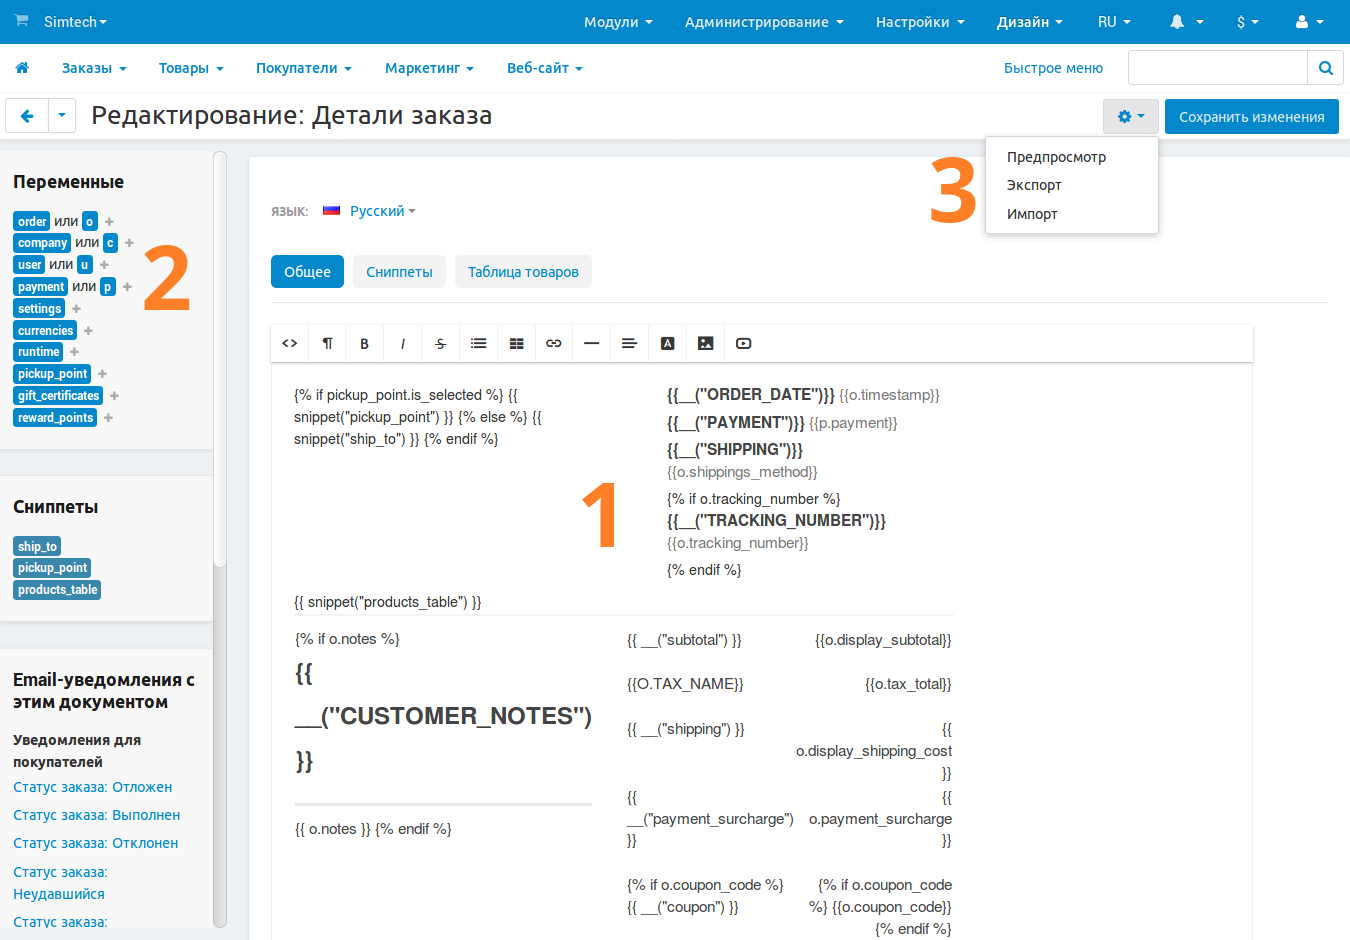 Simtech
Модули
Администрирование
Настройки
Дизайн
RU
$
Заказы
Товары
Покупатели
Маркетинг
Веб-сайт
Быстрое меню
Редактирование: Детали заказа
Сохранить изменения
Предпросмотр
Экспорт
Импорт
3
Переменные
order или o +
company или c +
user или u +
payment или p +
settings +
currencies +
runtime +
pickup_point +
gift_certificates +
reward_points +
2
Сниппеты
ship_to
pickup_point
products_table
Email-уведомления с
этим документом
Уведомления для
покупателей
Статус заказа: Отложен
Статус заказа: Выполнен
Статус заказа: Отклонен
Статус заказа:
Неудавшийся
Статус заказа:
ЯЗЫК: Русский
Общее
Сниппеты
Таблица товаров
<> ¶ B I S A
{% if pickup_point.is_selected %} {{
snippet("pickup_point") }} {% else %} {{
snippet("ship_to") }} {% endif %}
{{__("ORDER_DATE")}} {{o.timestamp}}
{{__("PAYMENT")}} {{p.payment}}
{{__("SHIPPING")}}
{{o.shippings_method}}
{% if o.tracking_number %}
{{__("TRACKING_NUMBER")}}
{{o.tracking_number}}
{% endif %}
1
{{ snippet("products_table") }}
{% if o.notes %}
{{
__("CUSTOMER_NOTES")
}}
{{ o.notes }} {% endif %}
{{ __("subtotal") }} {{o.display_subtotal}}
{{O.TAX_NAME}} {{o.tax_total}}
{{ __("shipping") }} {{
o.display_shipping_cost
}}
{{ {{
__("payment_surcharge") o.payment_surcharge
}} }}
{% if o.coupon_code %} {% if o.coupon_code
{{ __("coupon") }} %} {{o.coupon_code}}
{% endif %}